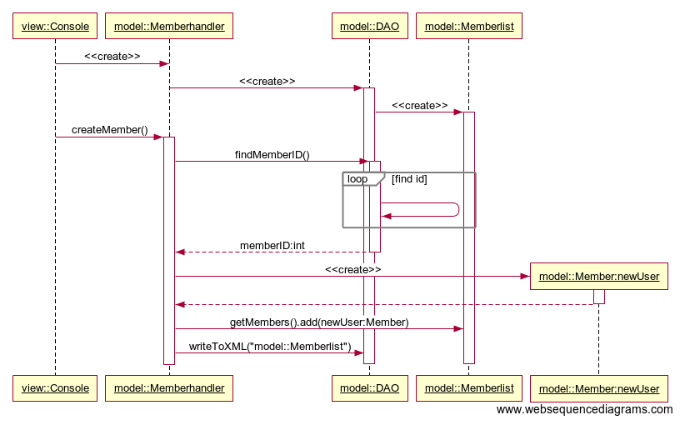 view::Console
model::Memberhandler
model::DAO
model::Memberlist
<<create>>
<<create>>
<<create>>
createMember()
findMemberID()
loop
[find id]
memberID:int
<<create>>
model::Member:newUser
getMembers().add(newUser:Member)
writeToXML("model::Memberlist")
view::Console
model::Memberhandler
model::DAO
model::Memberlist
model::Member:newUser
www.websequencediagrams.com